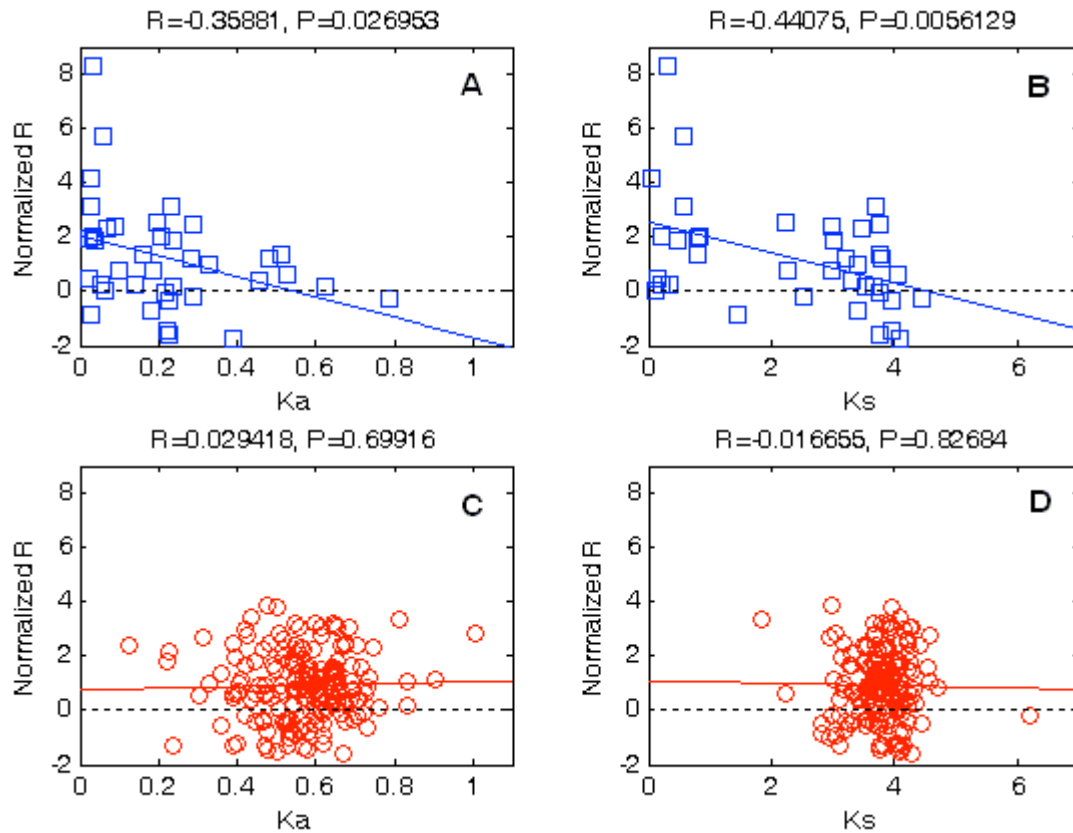 R=-0.35881, P=0.026953
R=-0.44075, P=0.0056129
A
B
8
6
4
2
0
-2
Normalized R
0
0.2
0.4
0.6
0.8
1
Ka
8
6
4
2
0
-2
Normalized R
0
2
4
6
Ks
R=0.029418, P=0.69916
R=-0.016655, P=0.82684
C
D
8
6
4
2
0
-2
Normalized R
0
0.2
0.4
0.6
0.8
1
Ka
8
6
4
2
0
-2
Normalized R
0
2
4
6
Ks